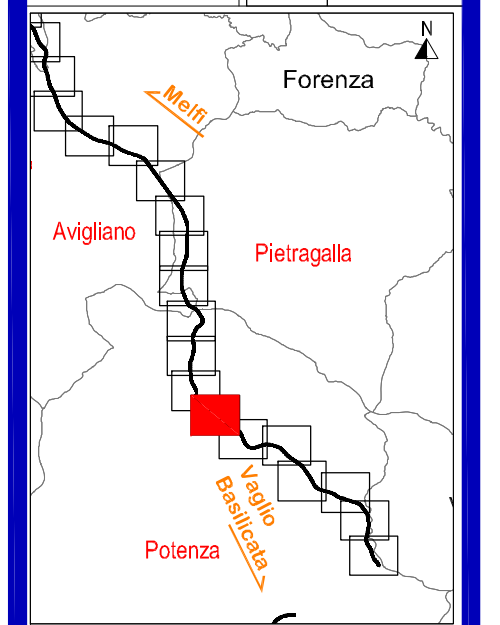 N
Forenza
Melfi
Avigliano
Pietragalla
Vaglio
Basilicata
Potenza